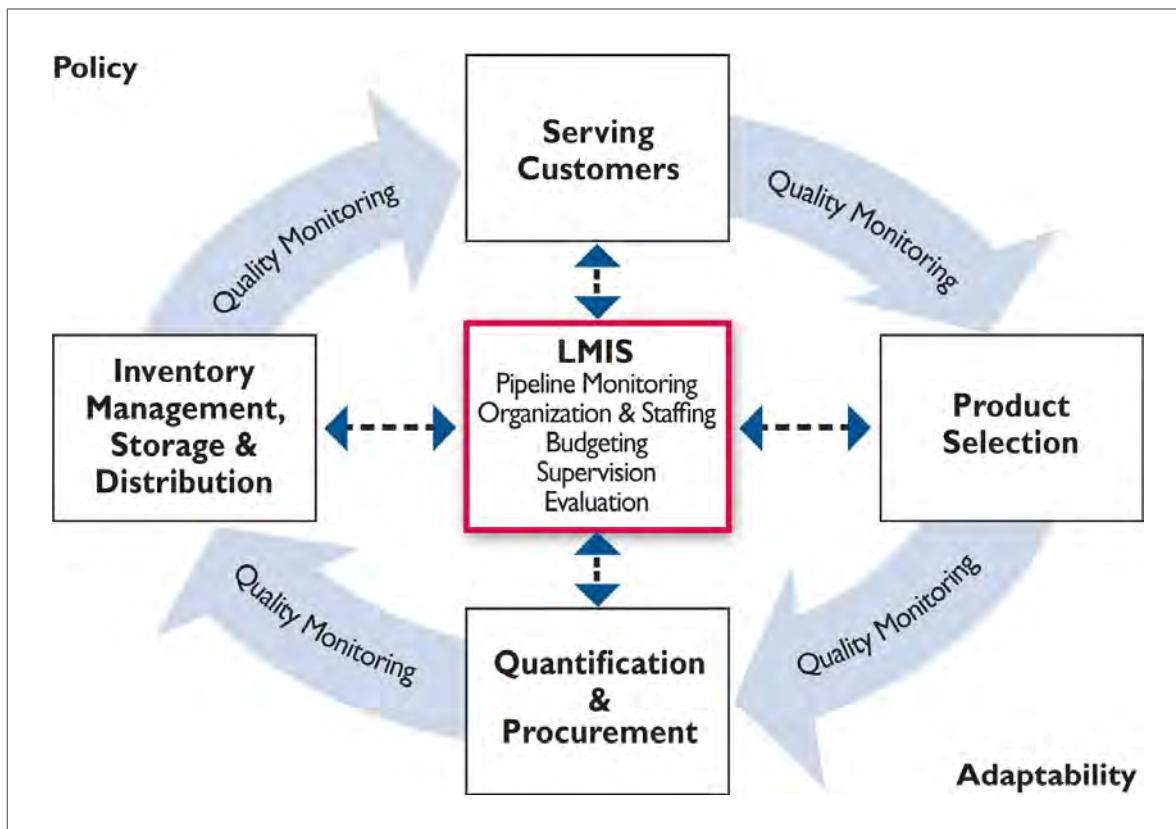 Policy
Serving
Customers
Quality Monitoring
Quality Monitoring
Inventory
Management,
Storage &
Distribution
LMIS
Pipeline Monitoring
Organization & Staffing
Budgeting
Supervision
Evaluation
Product
Selection
Quality Monitoring
Quality Monitoring
Quantification
&
Procurement
Adaptability